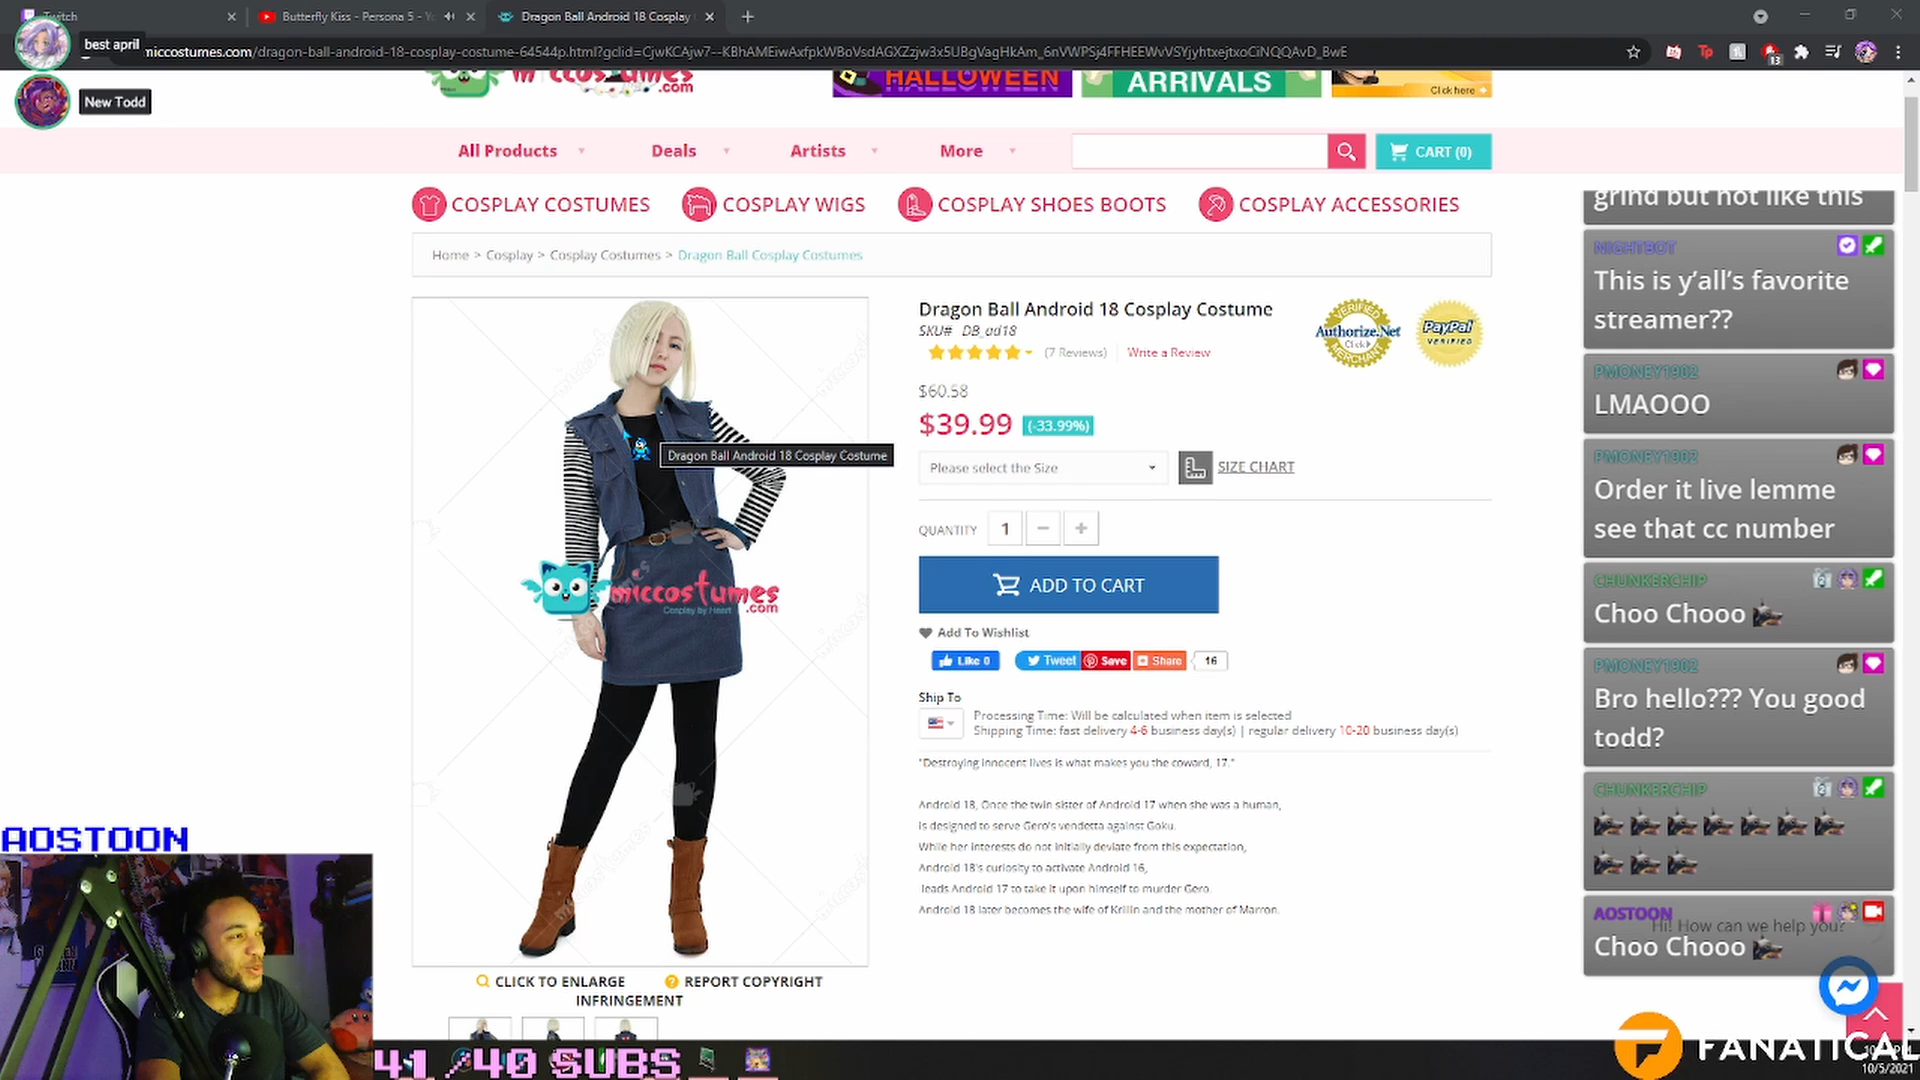 Twitch
Butterfly Kiss - Persona 5 - Yo
Dragon Ball Android 18 Cosplay
best april
miccostumes.com/dragon-ball-android-18-cosplay-costume-64544p.html?gclid=CjwKCAjw7--KBhAMEiwAxfpkWBoVsdAGXZzjw3x5UBgVagHkAm_6nVWPSj4FFHEEWvVSYjyhtxejtxoCiNQQAvD_BwE
New Todd
miccostumes.com
HALLOWEEN
ARRIVALS
Click here
All Products
Deals
Artists
More
CART (0)
COSPLAY COSTUMES
COSPLAY WIGS
COSPLAY SHOES BOOTS
COSPLAY ACCESSORIES
Home > Cosplay > Cosplay Costumes > Dragon Ball Cosplay Costumes
Dragon Ball Android 18 Cosplay Costume
SKU# DB_ad18
(7 Reviews)
Write a Review
VERIFIED
Authorize.Net
Click
MERCHANT
PayPal
VERIFIED
$60.58
$39.99 (-33.99%)
Please select the Size
SIZE CHART
QUANTITY 1 - +
ADD TO CART
Add To Wishlist
Like 0
Tweet
Save
Share
16
Ship To
Processing Time: Will be calculated when item is selected
Shipping Time: fast delivery 4-6 business day(s) | regular delivery 10-20 business day(s)
"Destroying innocent lives is what makes you the coward, 17."
Android 18, Once the twin sister of Android 17 when she was a human,
is designed to serve Gero's vendetta against Goku.
While her interests do not initially deviate from this expectation,
Android 18's curiosity to activate Android 16,
leads Android 17 to take it upon himself to murder Gero.
Android 18 later becomes the wife of Krillin and the mother of Marron.
Dragon Ball Android 18 Cosplay Costume
miccostumes
Cosplay by Heart .com
CLICK TO ENLARGE
REPORT COPYRIGHT
INFRINGEMENT
grind but not like this
NIGHTBOT
This is y'all's favorite
streamer??
PMONEY1902
LMAOOO
PMONEY1902
Order it live lemme
see that cc number
CHUNKERCHIP
Choo Chooo
PMONEY1902
Bro hello??? You good
todd?
CHUNKERCHIP
AOSTOON
Hi! How can we help you?
Choo Chooo
AOSTOON
41 /40 SUBS
FANATICAL
10/5/2021